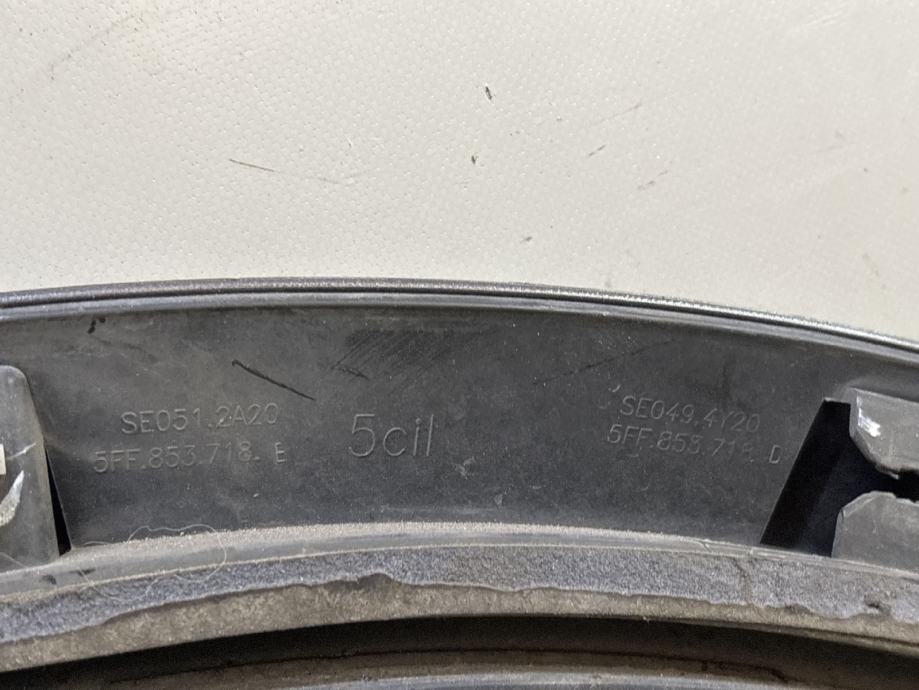 SE051.2A20
5FF.853.718. E
5cil
SE049.4Y20
5FF.853.718. D